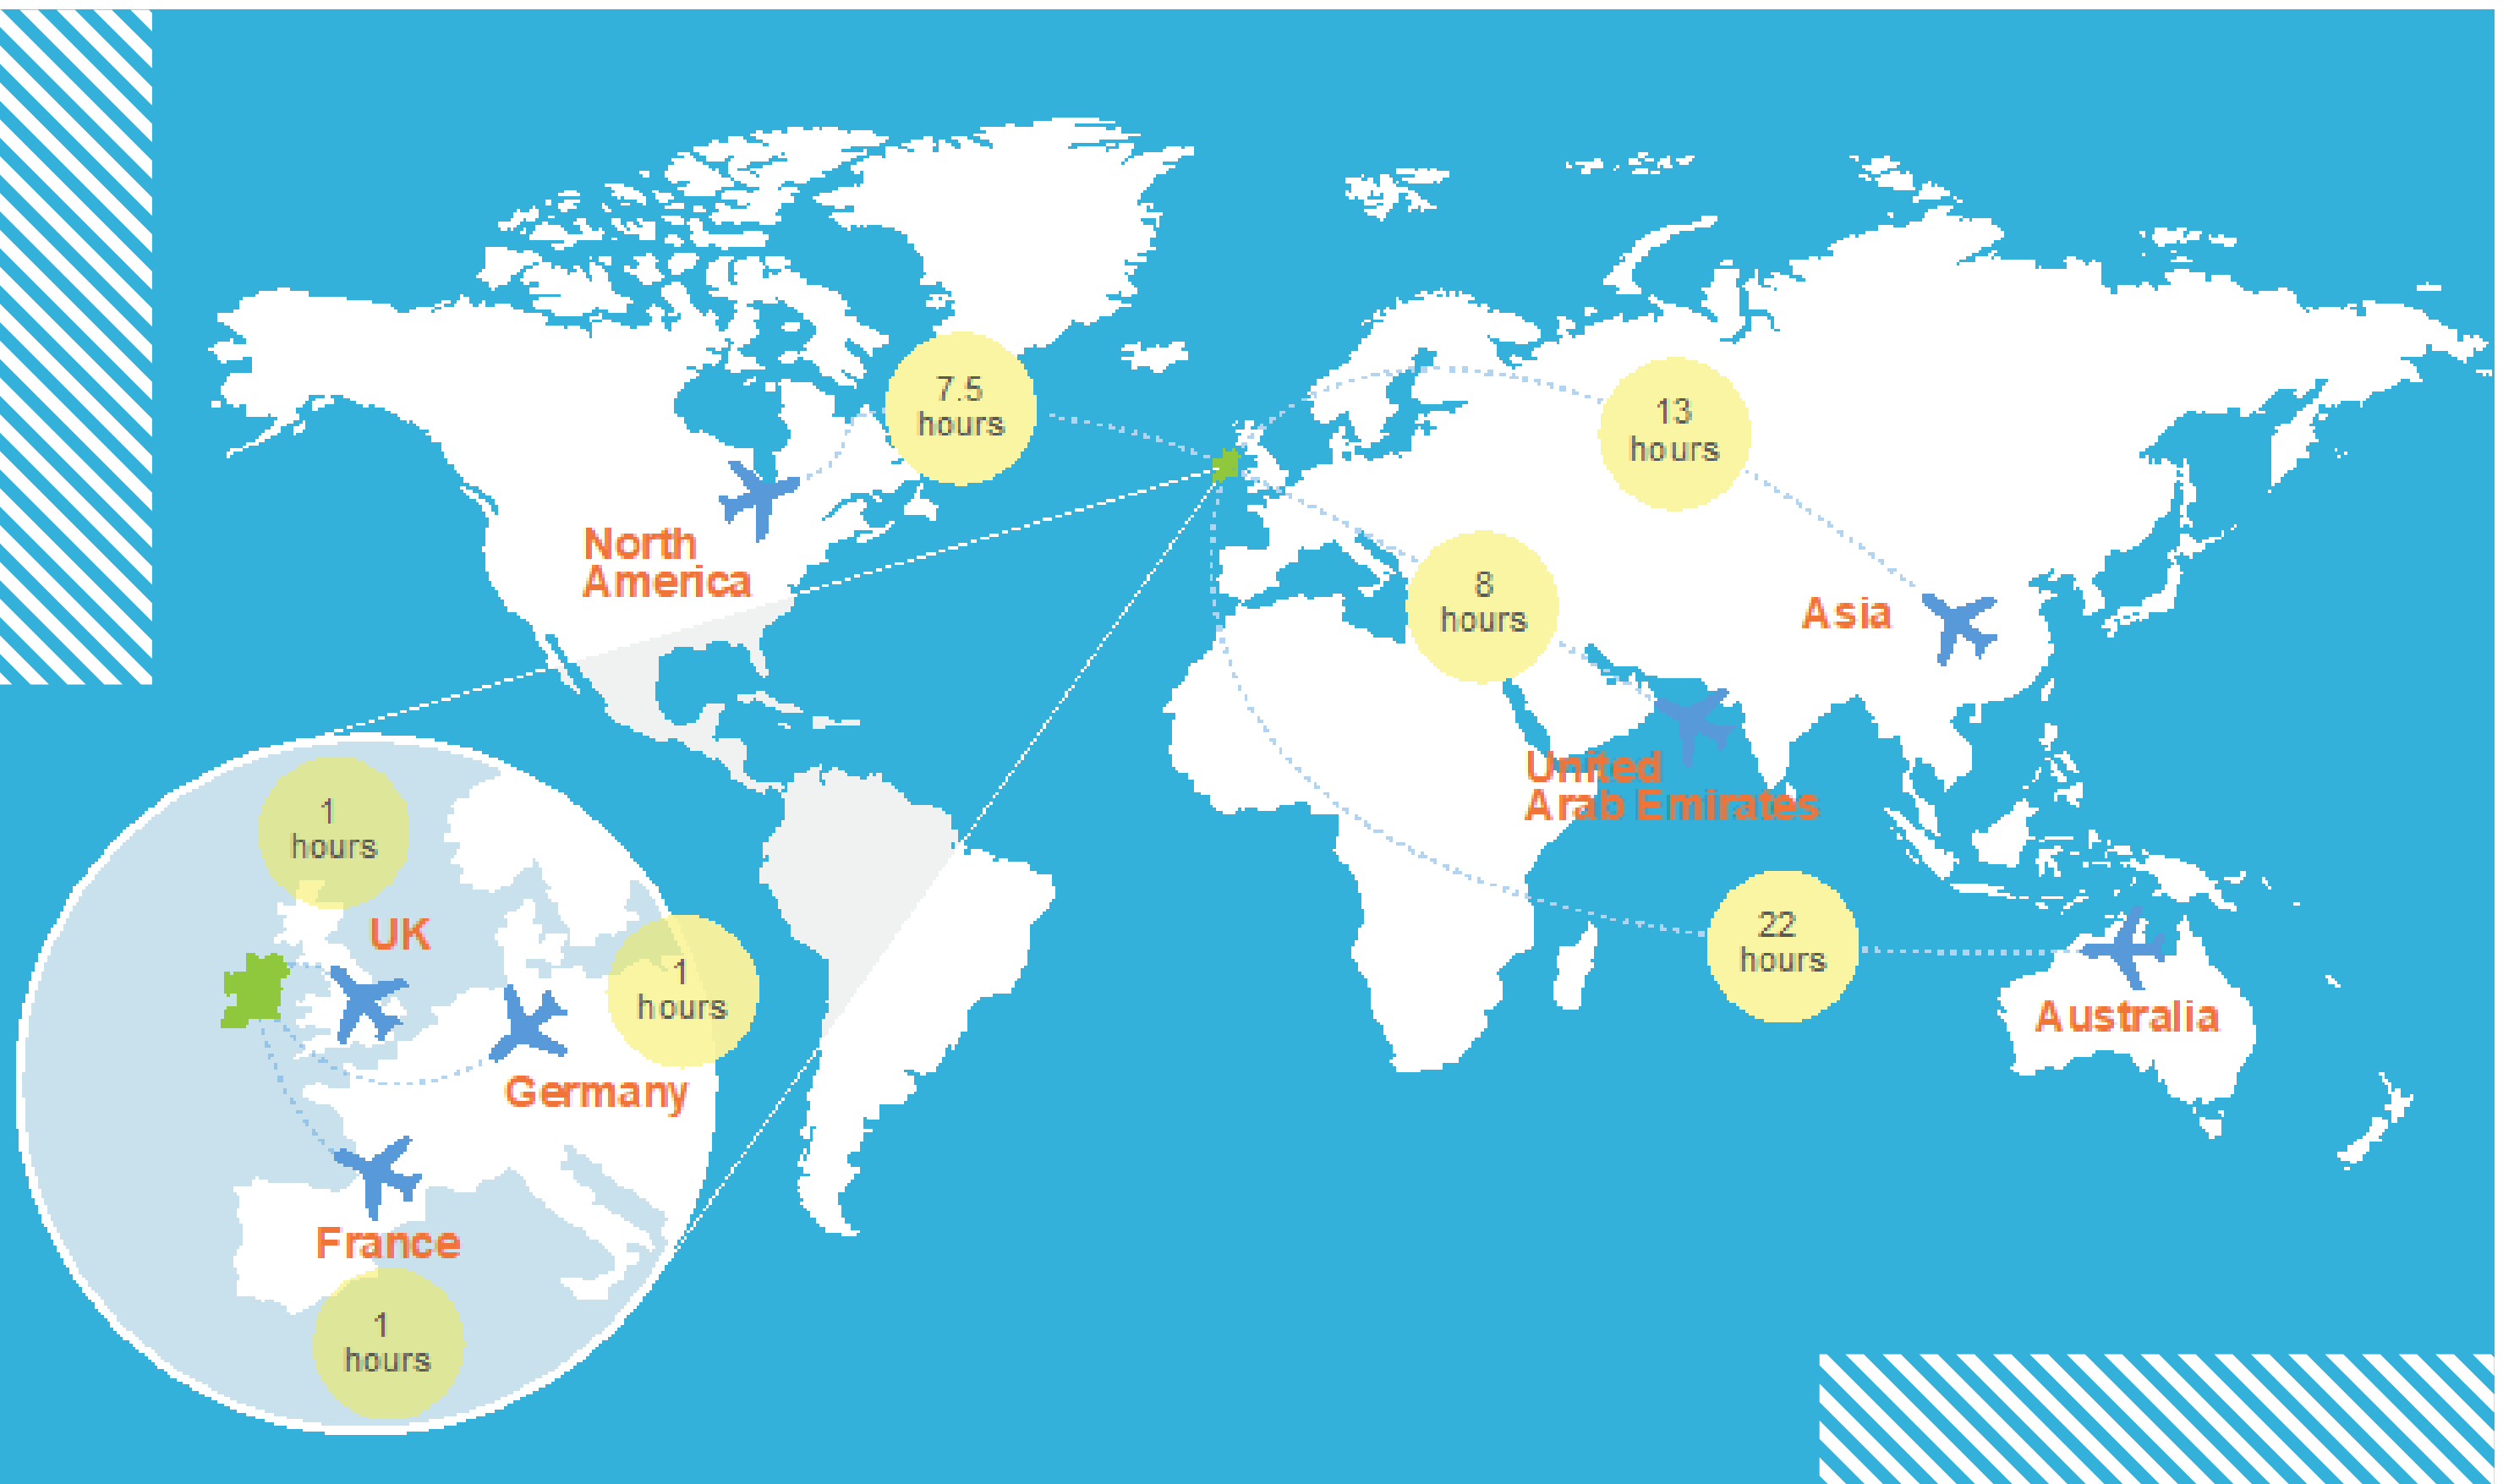 7.5
hours
13
hours
North
America
8
hours
Asia
United
Arab Emirates
1
hours
UK
22
hours
1
hours
Australia
Germany
France
1
hours